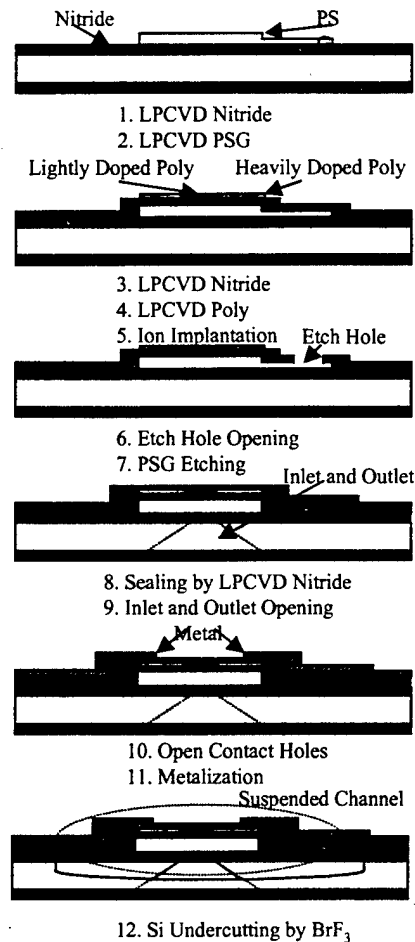 Nitride PS
1. LPCVD Nitride
2. LPCVD PSG
Lightly Doped Poly Heavily Doped Poly
3. LPCVD Nitride
4. LPCVD Poly
5. Ion Implantation Etch Hole
6. Etch Hole Opening
7. PSG Etching
Inlet and Outlet
8. Sealing by LPCVD Nitride
9. Inlet and Outlet Opening
Metal
10. Open Contact Holes
11. Metalization
Suspended Channel
12. Si Undercutting by BrF₃